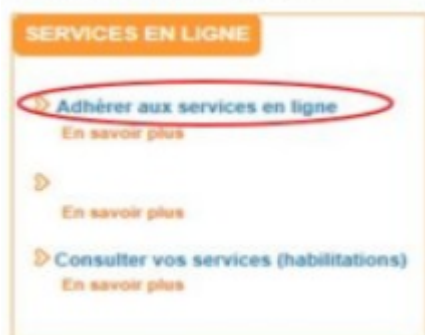 SERVICES EN LIGNE
Adhèrer aux services en ligne
En savoir plus
En savoir plus
Consulter vos services (habilitations)
En savoir plus